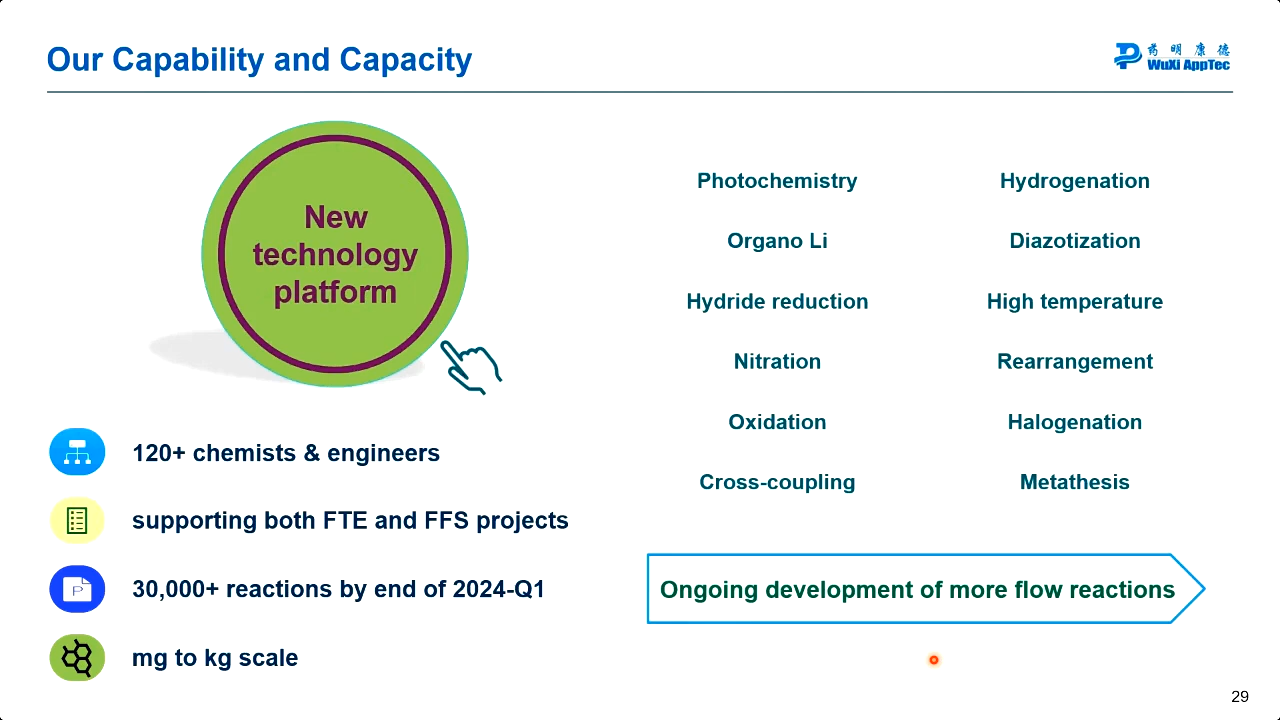 Our Capability and Capacity
药 明 康 德
WuXi AppTec
New
technology
platform
120+ chemists & engineers
supporting both FTE and FFS projects
P
30,000+ reactions by end of 2024-Q1
mg to kg scale
Photochemistry
Hydrogenation
Organo Li
Diazotization
Hydride reduction
High temperature
Nitration
Rearrangement
Oxidation
Halogenation
Cross-coupling
Metathesis
Ongoing development of more flow reactions
29